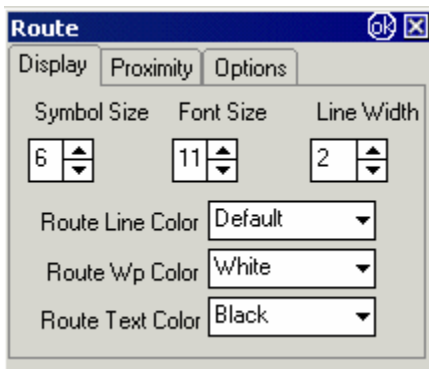 Route ok
Display Proximity Options
Symbol Size Font Size Line Width
6 11 2
Route Line Color Default
Route Wp Color White
Route Text Color Black